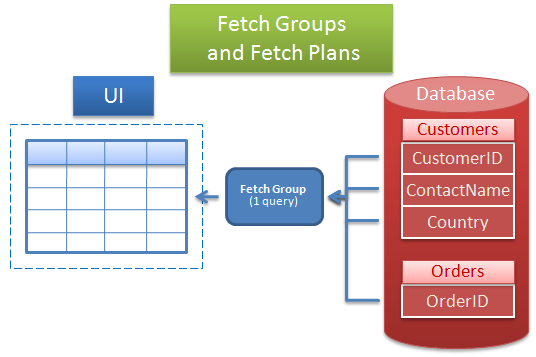 Fetch Groups
and Fetch Plans
UI
Database
Customers
CustomerID
ContactName
Country
Fetch Group
(1 query)
Orders
OrderID